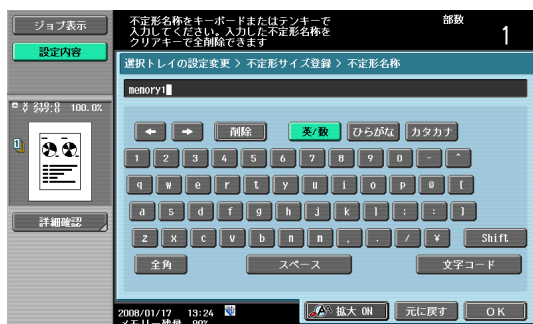 ジョブ表示
設定内容
不定形名称をキーボードまたはテンキーで
入力してください。入力した不定形名称を
クリアキーで全削除できます
部数
1
選択トレイの設定変更 > 不定形サイズ登録 > 不定形名称
memory1
100.0%
← → 削除 英/数 ひらがな カタカナ
1 2 3 4 5 6 7 8 9 0 - ^
q w e r t y u i o p @ [
a s d f g h j k l ; : ]
z x c v b n m , . / ¥ Shift
全角 スペース 文字コード
詳細確認
2008/01/17 13:24
メモリー残量 99%
拡大 ON 元に戻す OK